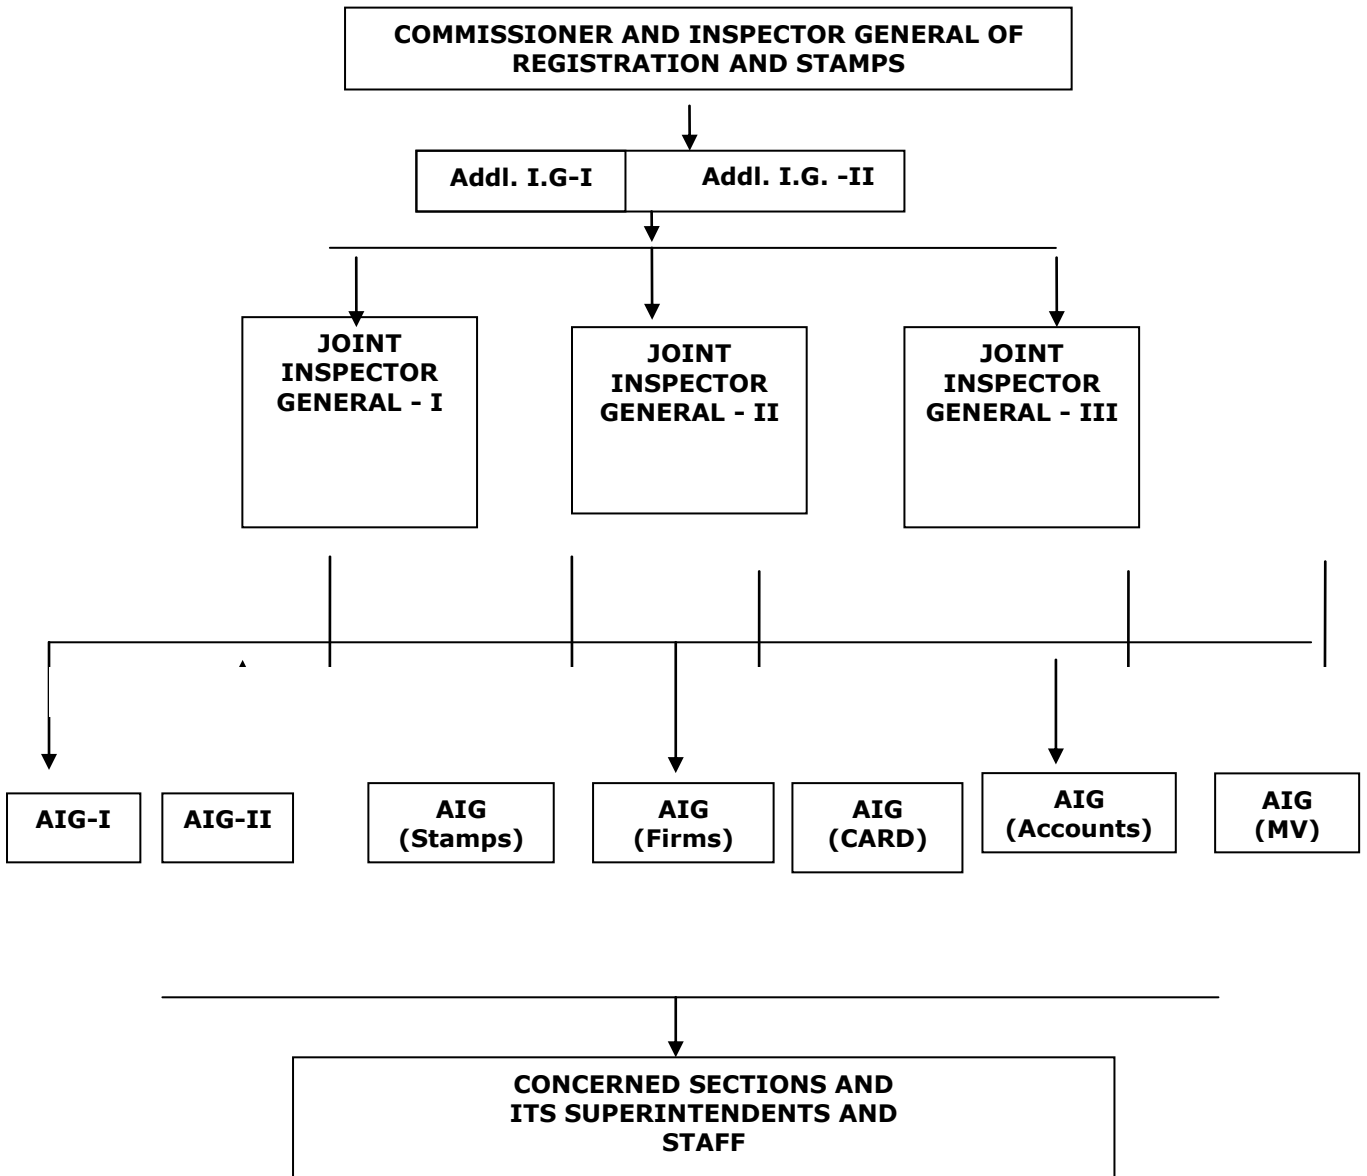 COMMISSIONER AND INSPECTOR GENERAL OF
REGISTRATION AND STAMPS
Addl. I.G-I
Addl. I.G. -II
JOINT
INSPECTOR
GENERAL - I
JOINT
INSPECTOR
GENERAL - II
JOINT
INSPECTOR
GENERAL - III
AIG-I
AIG-II
AIG
(Stamps)
AIG
(Firms)
AIG
(CARD)
AIG
(Accounts)
AIG
(MV)
CONCERNED SECTIONS AND
ITS SUPERINTENDENTS AND
STAFF